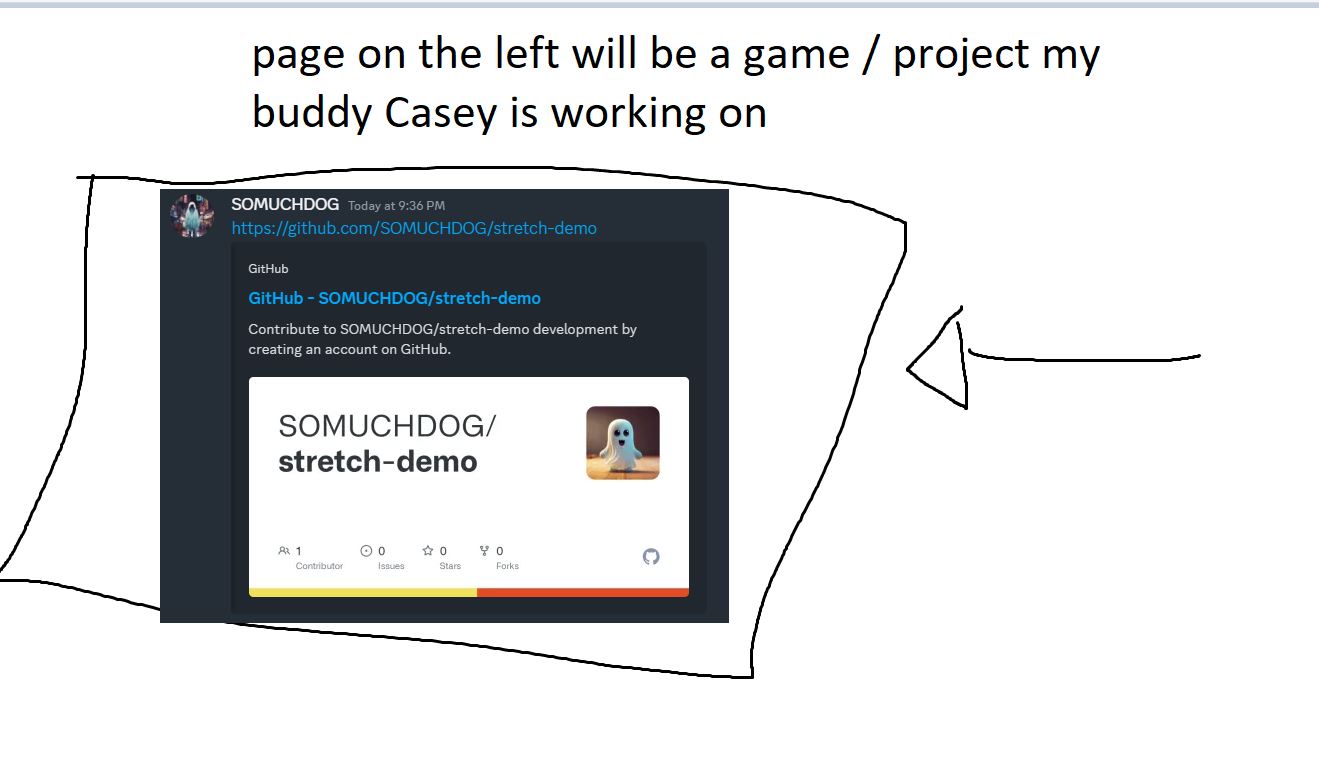 page on the left will be a game / project my
buddy Casey is working on
SOMUCHDOG Today at 9:36 PM
https://github.com/SOMUCHDOG/stretch-demo
GitHub
GitHub - SOMUCHDOG/stretch-demo
Contribute to SOMUCHDOG/stretch-demo development by
creating an account on GitHub.
SOMUCHDOG/
stretch-demo
1 0 0 0
Contributor Issues Stars Forks